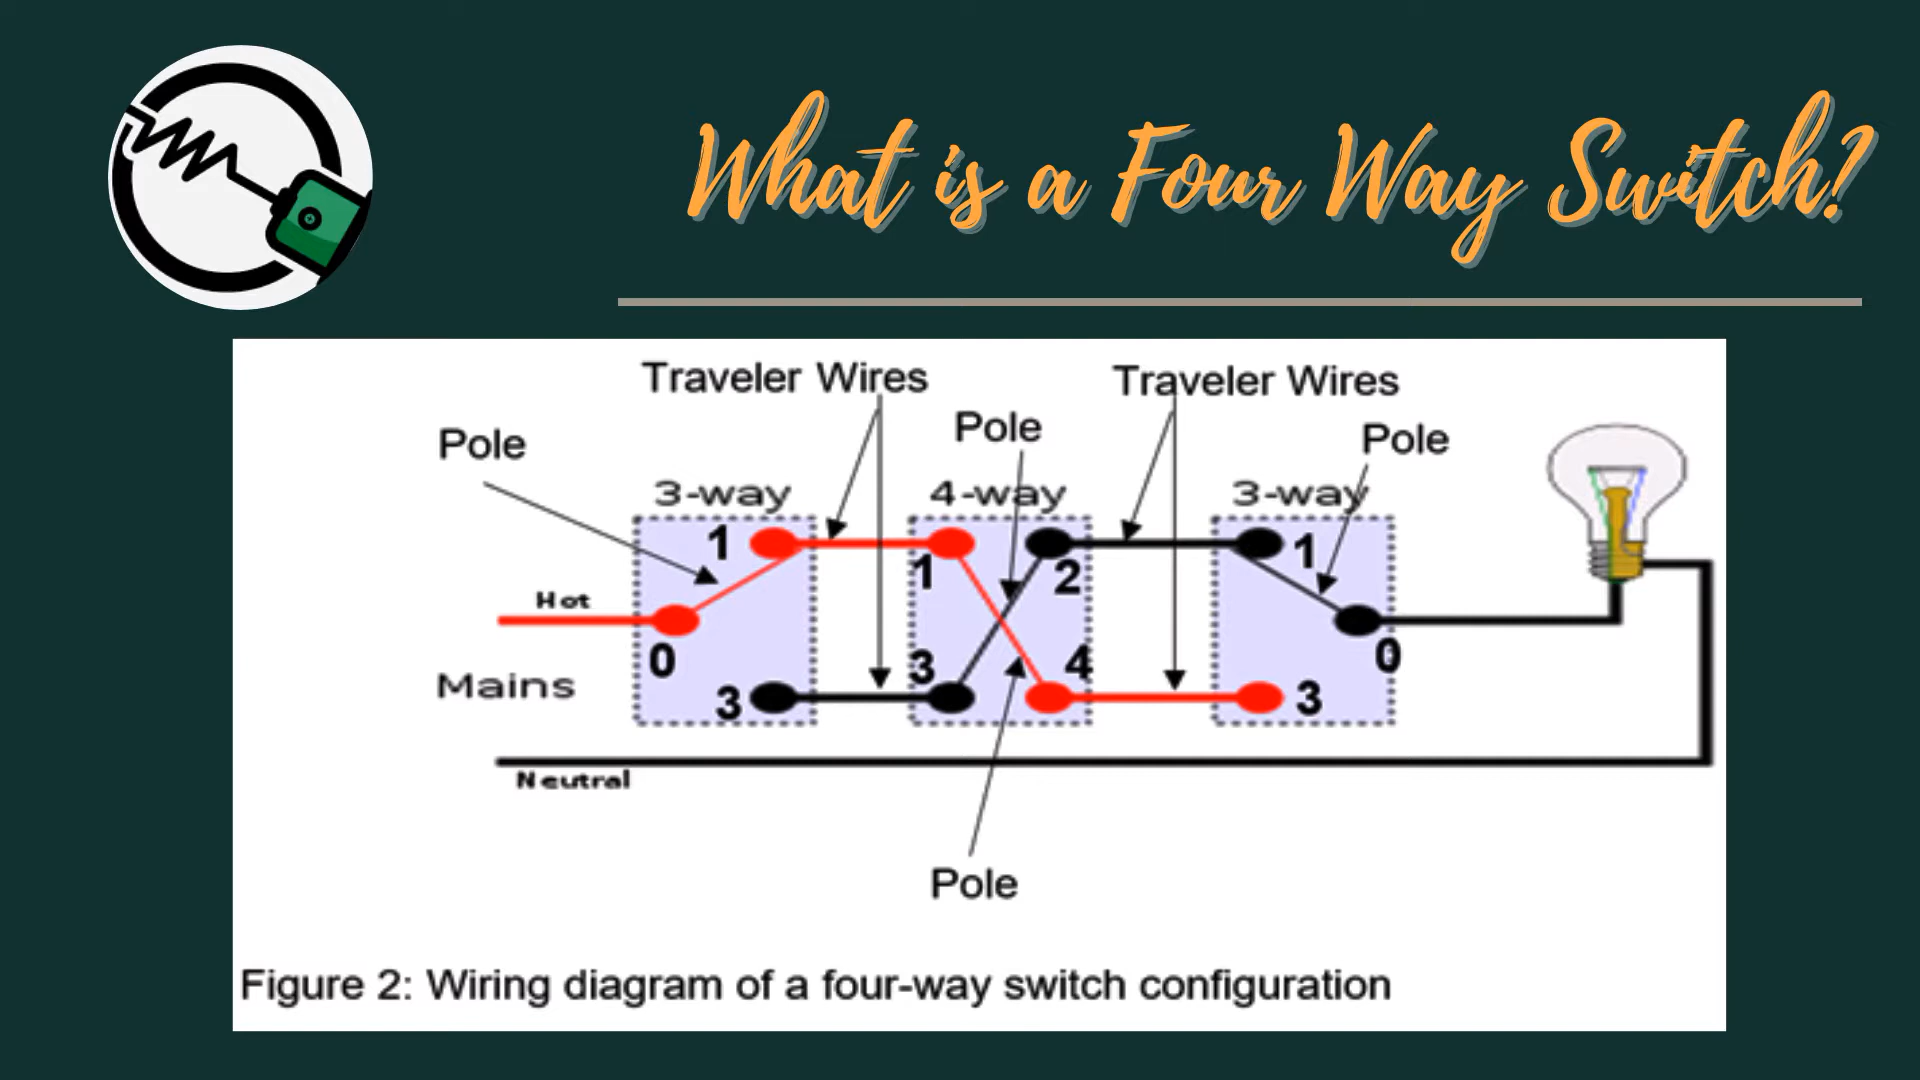 What is a Four Way Switch?
Traveler Wires
Traveler Wires
Pole
Pole
Pole
3-way
4-way
3-way
1
1
2
1
Hot
0
3
4
0
Mains
3
3
Neutral
Pole
Figure 2: Wiring diagram of a four-way switch configuration